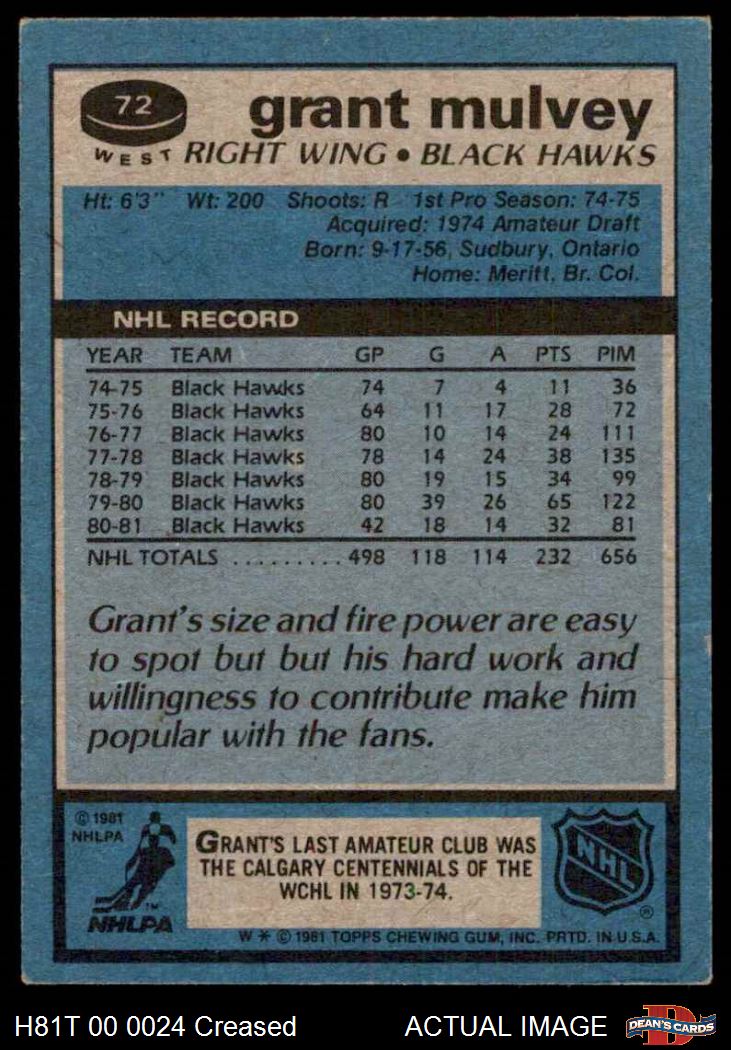 72
grant mulvey
WEST RIGHT WING • BLACK HAWKS
Ht: 6'3" Wt: 200 Shoots: R 1st Pro Season: 74-75
Acquired: 1974 Amateur Draft
Born: 9-17-56, Sudbury, Ontario
Home: Meritt, Br. Col.
NHL RECORD
YEAR TEAM GP G A PTS PIM
74-75 Black Hawks 74 7 4 11 36
75-76 Black Hawks 64 11 17 28 72
76-77 Black Hawks 80 10 14 24 111
77-78 Black Hawks 78 14 24 38 135
78-79 Black Hawks 80 19 15 34 99
79-80 Black Hawks 80 39 26 65 122
80-81 Black Hawks 42 18 14 32 81
NHL TOTALS .......... 498 118 114 232 656
Grant's size and fire power are easy
to spot but but his hard work and
willingness to contribute make him
popular with the fans.
© 1981
NHLPA
NHLPA
™
GRANT'S LAST AMATEUR CLUB WAS
THE CALGARY CENTENNIALS OF THE
WCHL IN 1973-74.
NHL
®
W * © 1981 TOPPS CHEWING GUM, INC. PRTD. IN U.S.A.
H81T 00 0024 Creased ACTUAL IMAGE
D
DEAN'S CARDS